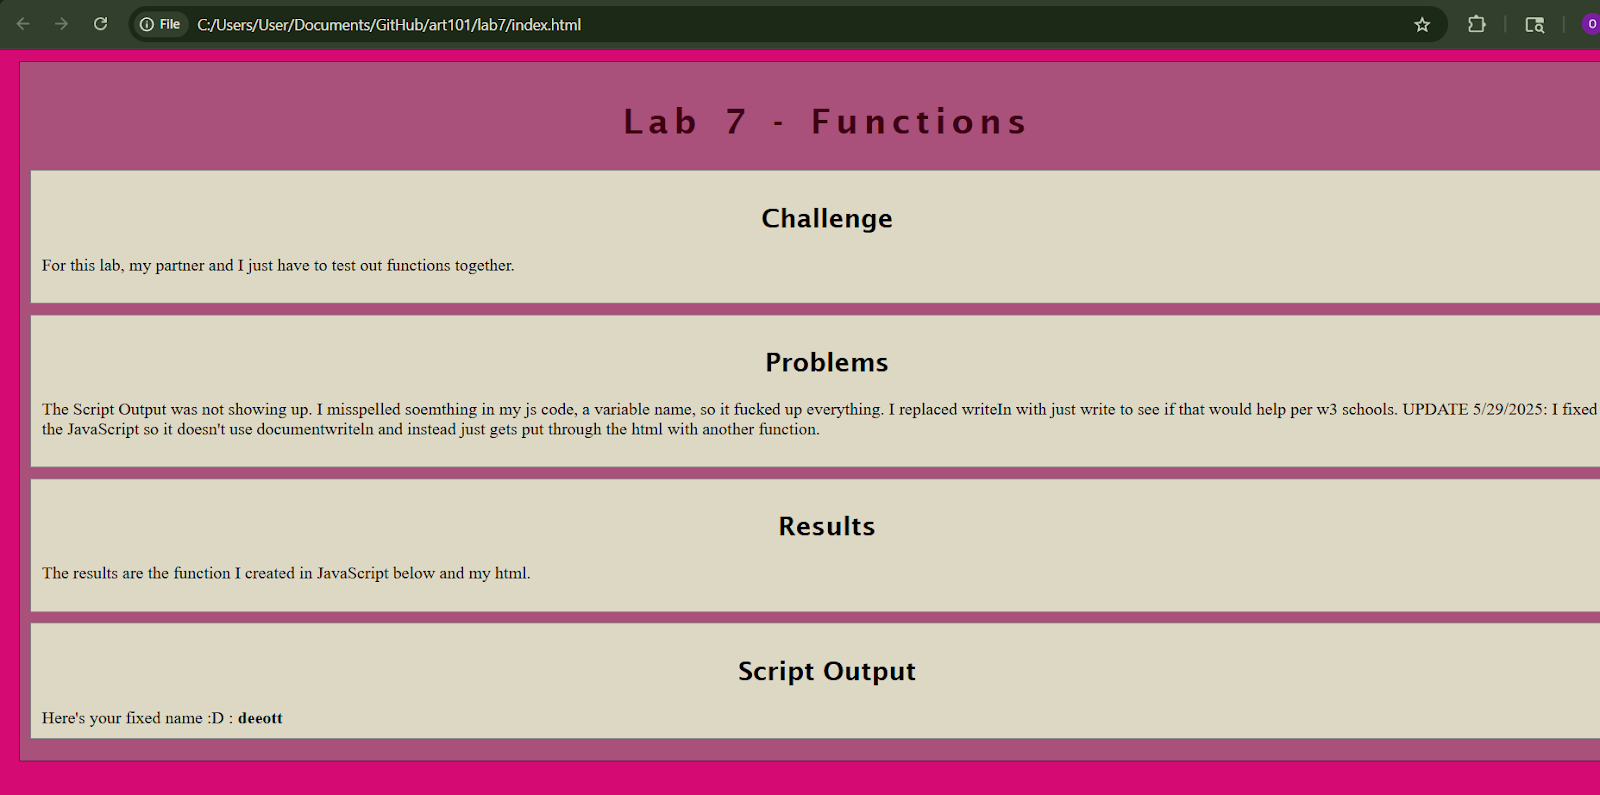 File C:/Users/User/Documents/GitHub/art101/lab7/index.html
O
Lab 7 - Functions
Challenge
For this lab, my partner and I just have to test out functions together.
Problems
The Script Output was not showing up. I misspelled soemthing in my js code, a variable name, so it fucked up everything. I replaced writeIn with just write to see if that would help per w3 schools. UPDATE 5/29/2025: I fixed
the JavaScript so it doesn't use documentwriteln and instead just gets put through the html with another function.
Results
The results are the function I created in JavaScript below and my html.
Script Output
Here's your fixed name :D : deeott